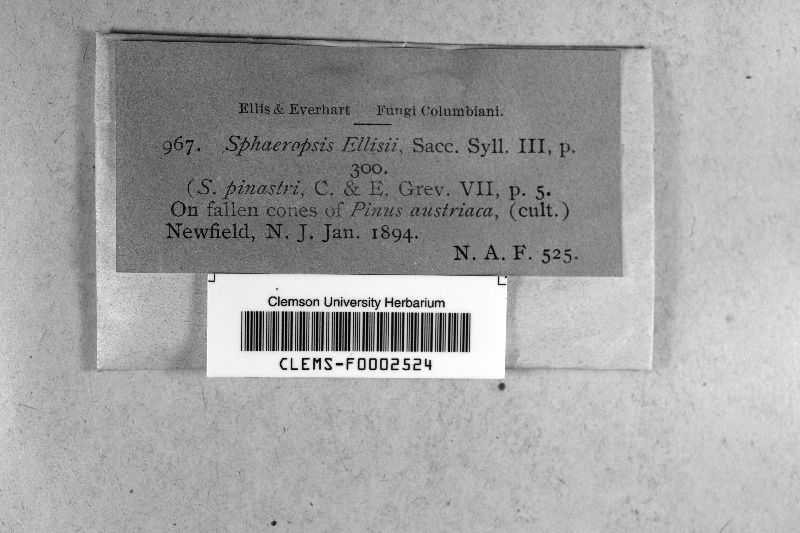 Ellis & Everhart Fungi Columbiani.
967. Sphaeropsis Ellisii, Sacc. Syll. III, p.
300.
(S. pinastri, C. & E. Grev. VII, p. 5.
On fallen cones of Pinus austriaca, (cult.)
Newfield, N. J. Jan. 1894.
N. A. F. 525.
Clemson University Herbarium
CLEMS-F0002524